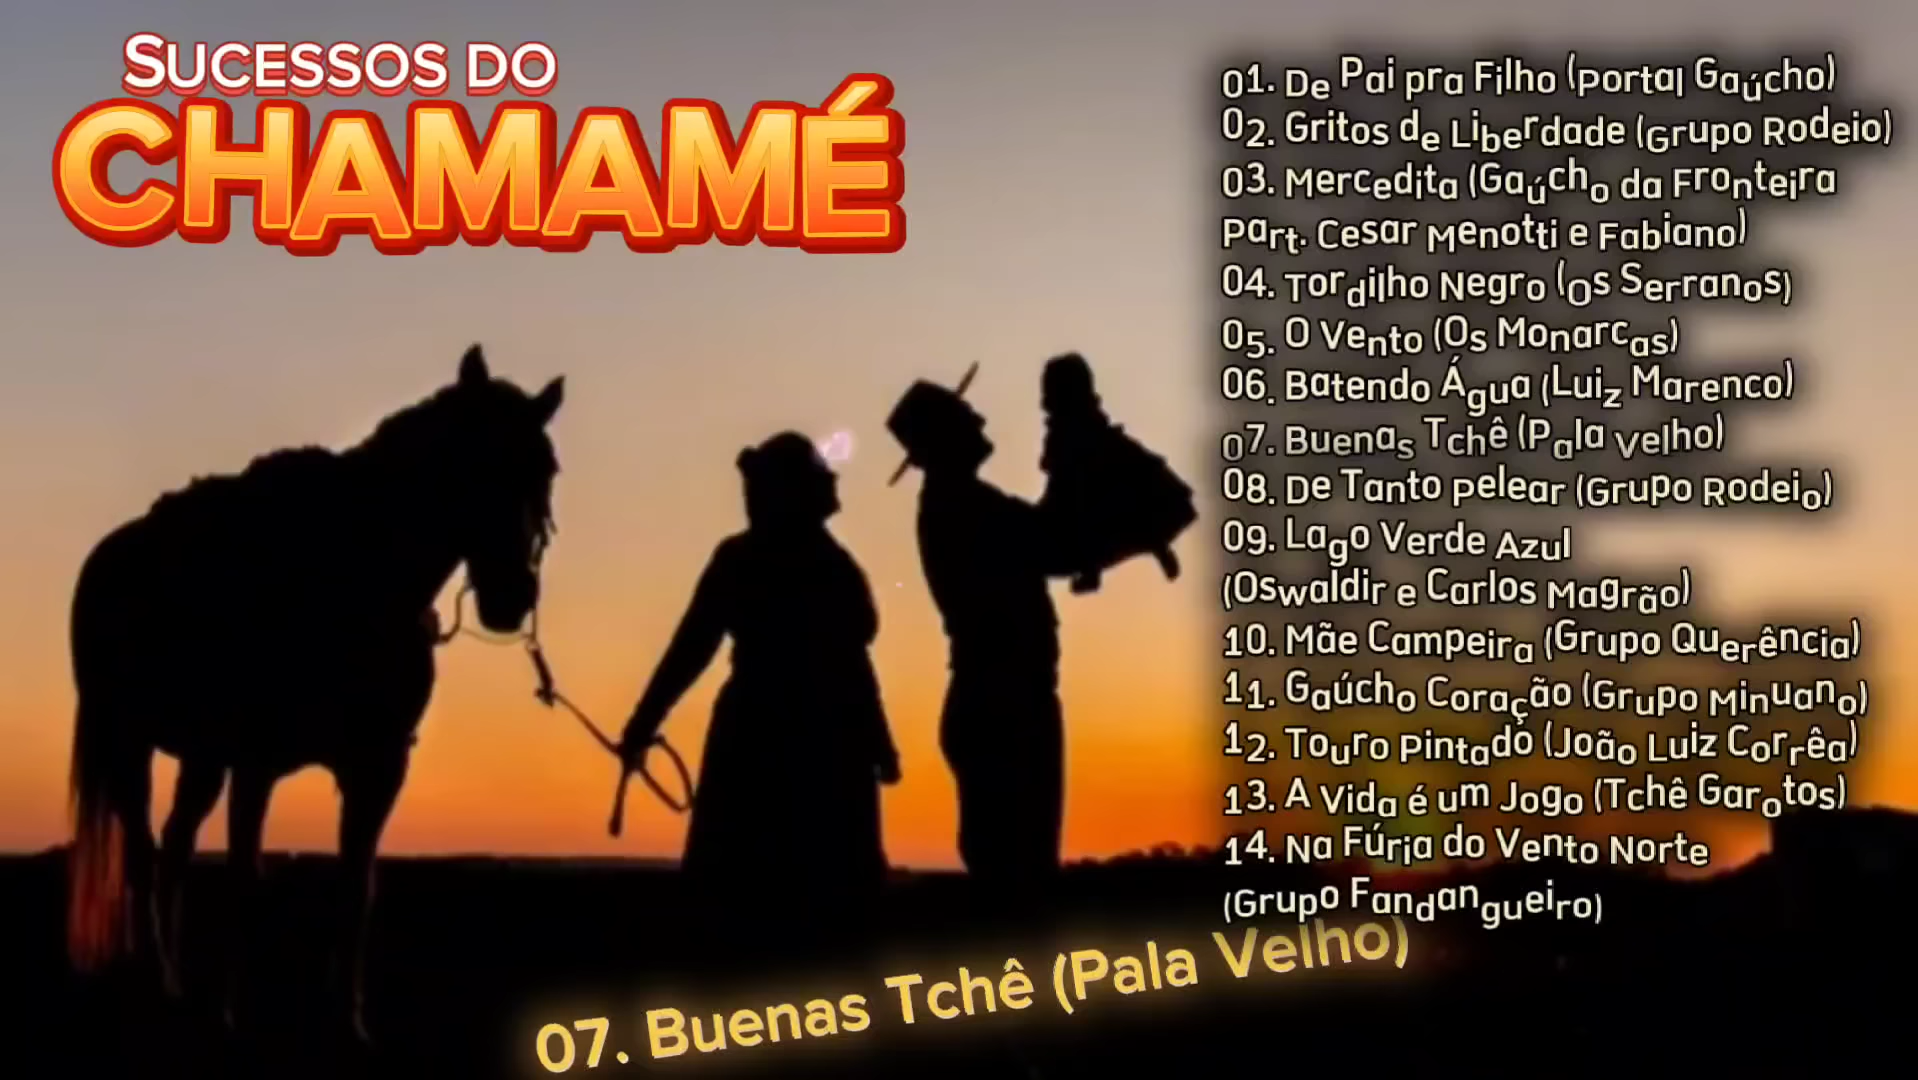 SUCESSOS DO
CHAMAMÉ
01. De Pai pra Filho (Portal Gaúcho)
02. Gritos de Liberdade (Grupo Rodeio)
03. Mercedita (Gaúcho da Fronteira
Part. Cesar Menotti e Fabiano)
04. Tordilho Negro (Os Serranos)
05. O Vento (Os Monarcas)
06. Batendo Água (Luiz Marenco)
07. Buenas Tchê (Pala Velho)
08. De Tanto Pelear (Grupo Rodeio)
09. Lago Verde Azul
(Oswaldir e Carlos Magrão)
10. Mãe Campeira (Grupo Querência)
11. Gaúcho Coração (Grupo Minuano)
12. Touro Pintado (João Luiz Corrêa)
13. A Vida é um Jogo (Tchê Garotos)
14. Na Fúria do Vento Norte
(Grupo Fandangueiro)
07. Buenas Tchê (Pala Velho)